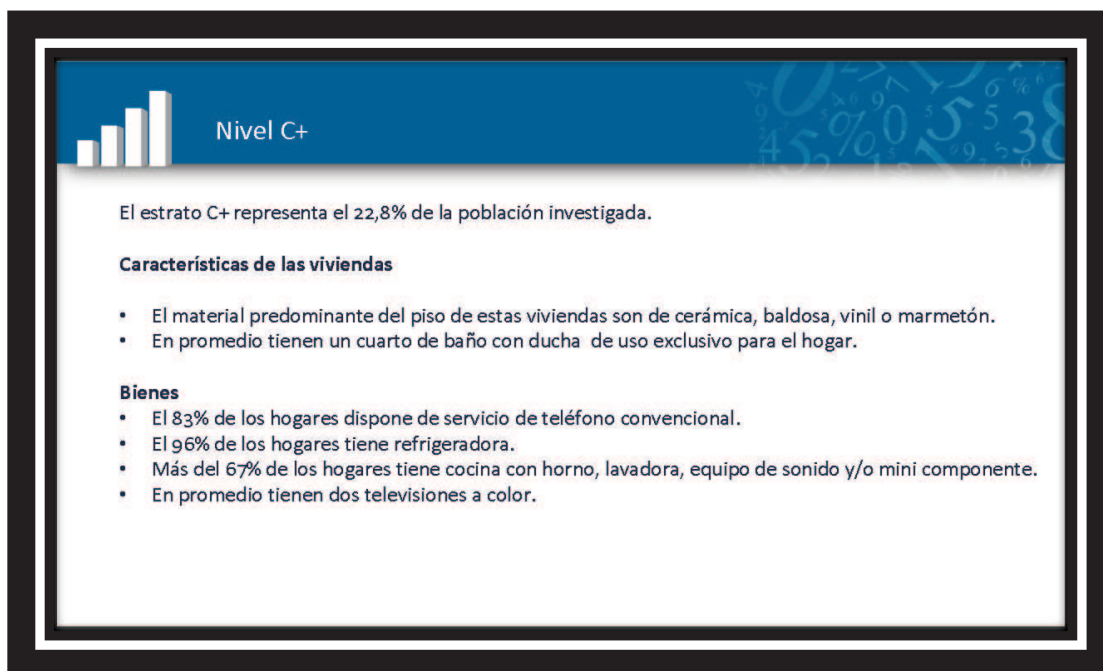 Nivel C+
El estrato C+ representa el 22,8% de la población investigada.
Características de las viviendas
• El material predominante del piso de estas viviendas son de cerámica, baldosa, vinil o marmetón.
• En promedio tienen un cuarto de baño con ducha de uso exclusivo para el hogar.
Bienes
• El 83% de los hogares dispone de servicio de teléfono convencional.
• El 96% de los hogares tiene refrigeradora.
• Más del 67% de los hogares tiene cocina con horno, lavadora, equipo de sonido y/o mini componente.
• En promedio tienen dos televisiones a color.